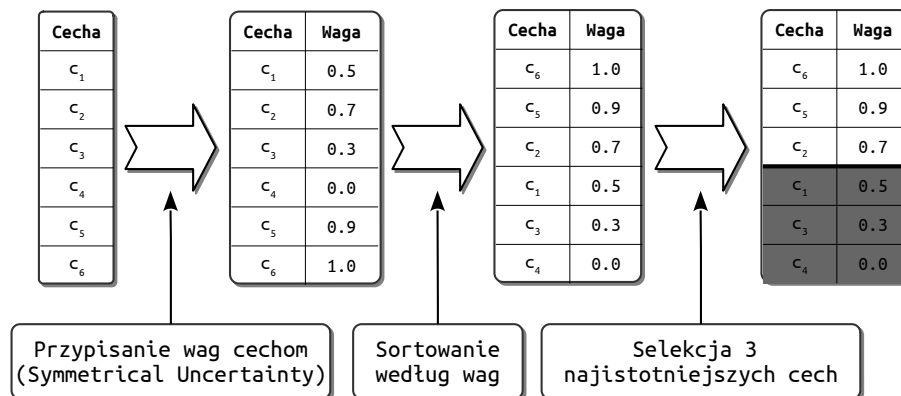 Cecha
c1
c2
c3
c4
c5
c6
Cecha Waga
c1 0.5
c2 0.7
c3 0.3
c4 0.0
c5 0.9
c6 1.0
Cecha Waga
c6 1.0
c5 0.9
c2 0.7
c1 0.5
c3 0.3
c4 0.0
Cecha Waga
c6 1.0
c5 0.9
c2 0.7
c1 0.5
c3 0.3
c4 0.0
Przypisanie wag cechom
(Symmetrical Uncertainty)
Sortowanie
według wag
Selekcja 3
najistotniejszych cech